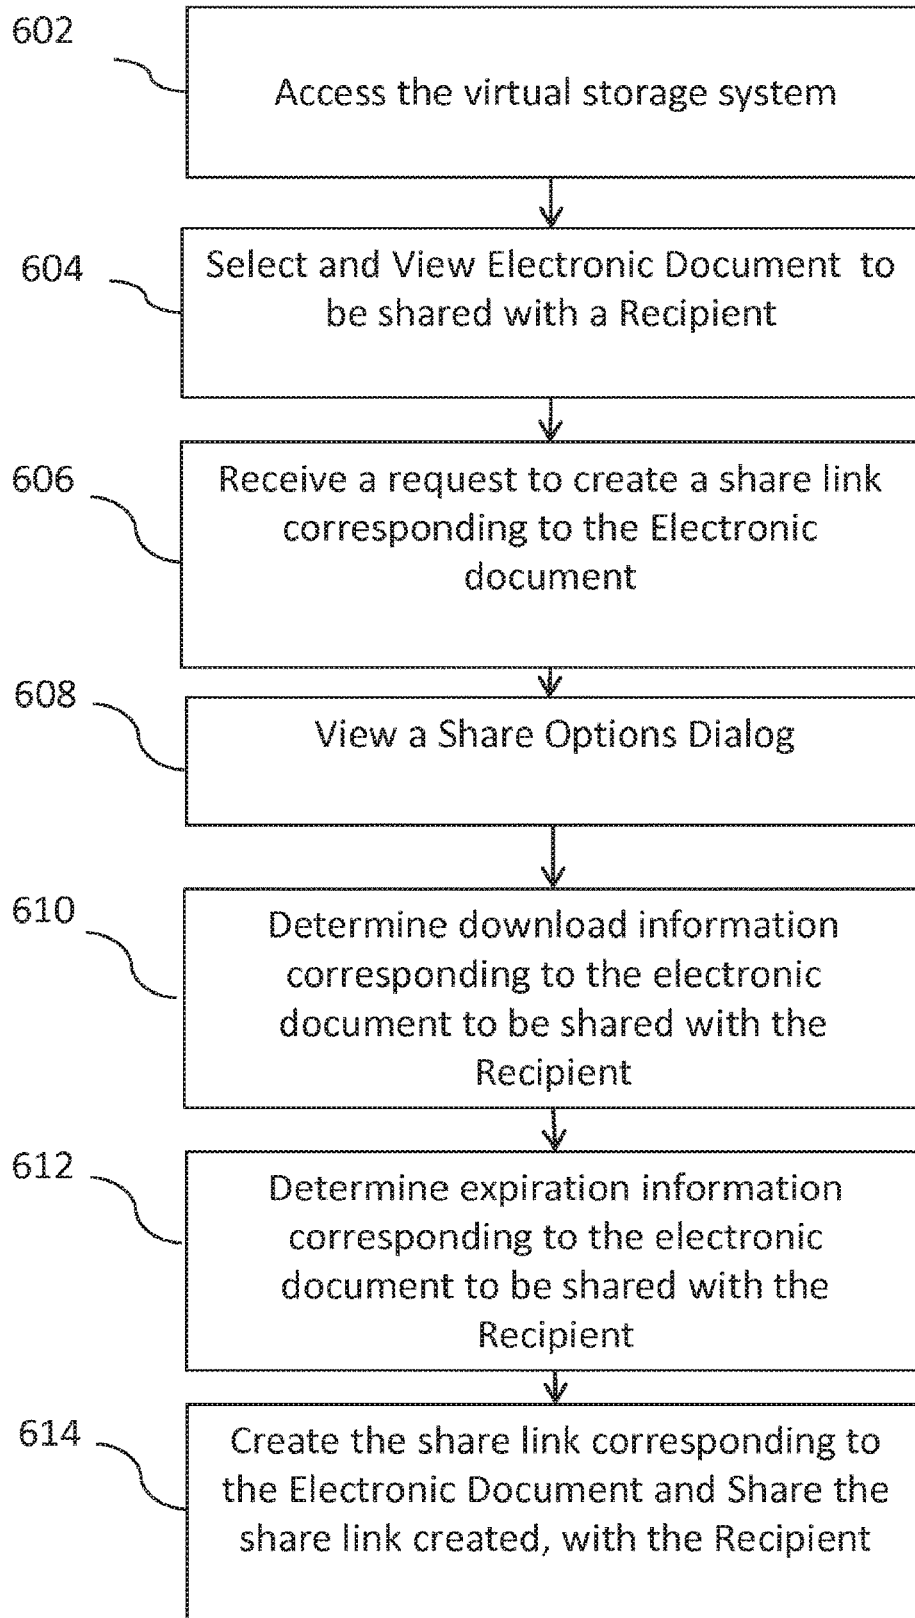 602
Access the virtual storage system
604
Select and View Electronic Document to
be shared with a Recipient
606
Receive a request to create a share link
corresponding to the Electronic
document
608
View a Share Options Dialog
610
Determine download information
corresponding to the electronic
document to be shared with the
Recipient
612
Determine expiration information
corresponding to the electronic
document to be shared with the
Recipient
614
Create the share link corresponding to
the Electronic Document and Share the
share link created, with the Recipient